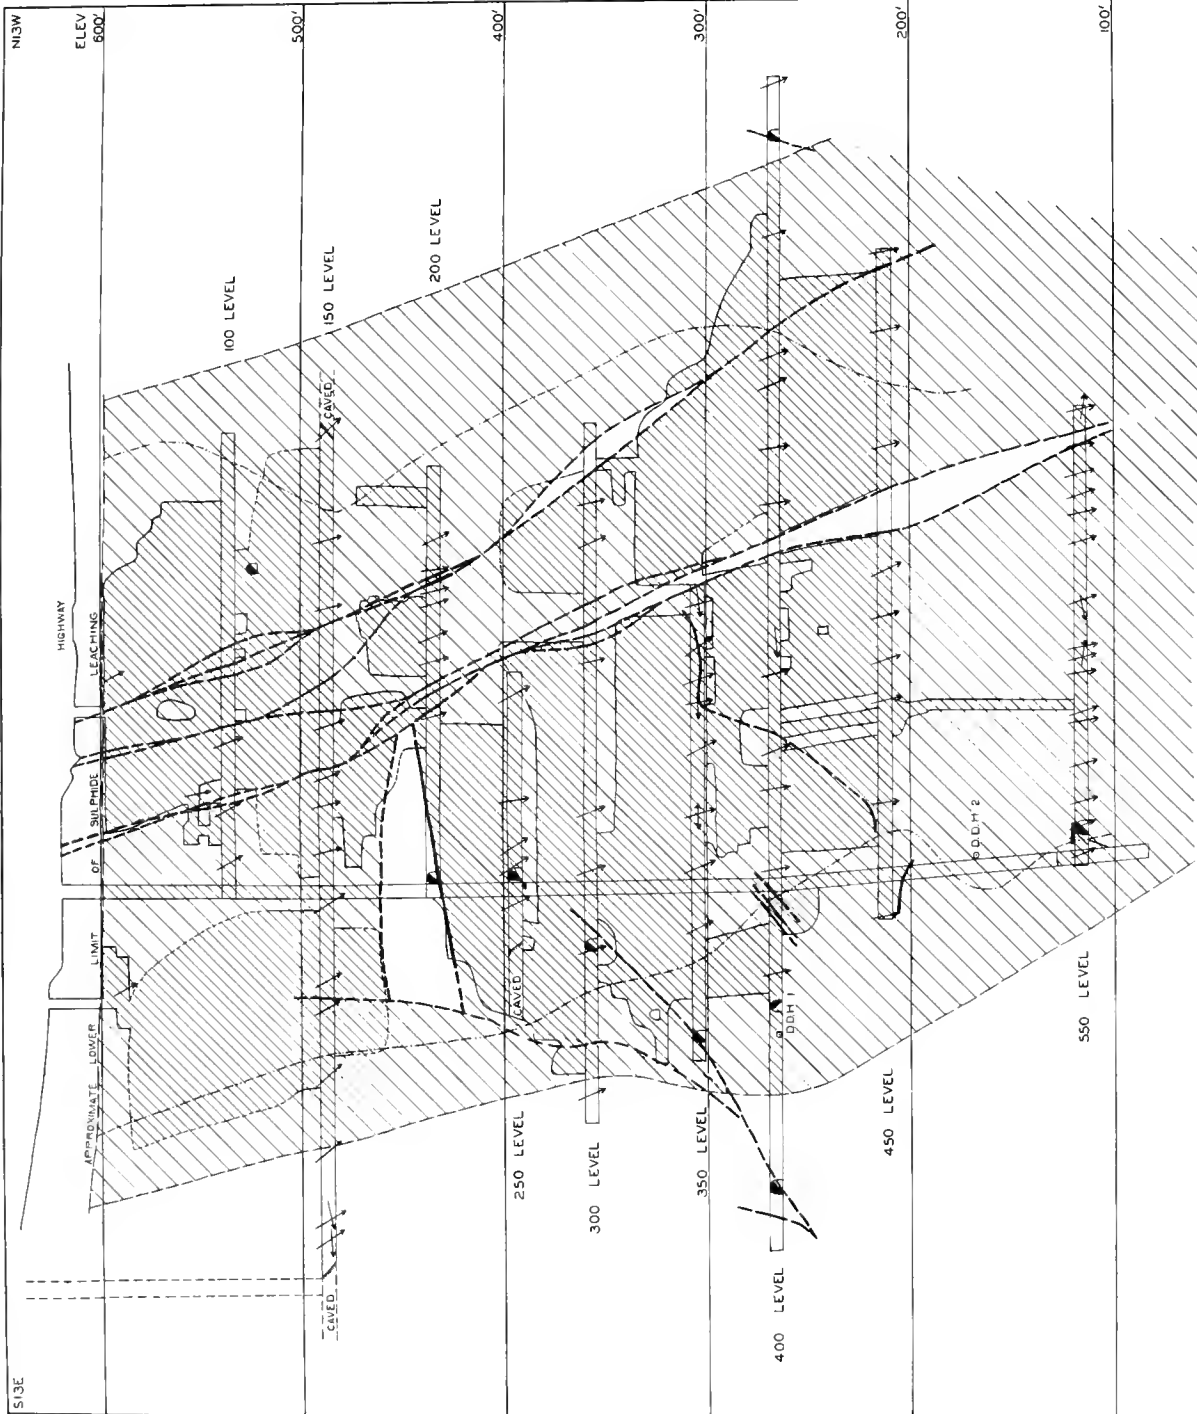 S13E
N13W
ELEV
600'
500'
400'
300'
200'
100'
HIGHWAY
APPROXIMATE LOWER LIMIT OF SULPHIDE LEACHING
100 LEVEL
CAVED
150 LEVEL
CAVED
200 LEVEL
250 LEVEL
CAVED
300 LEVEL
350 LEVEL
400 LEVEL
D.D.H 1
450 LEVEL
D.D.H 2
550 LEVEL